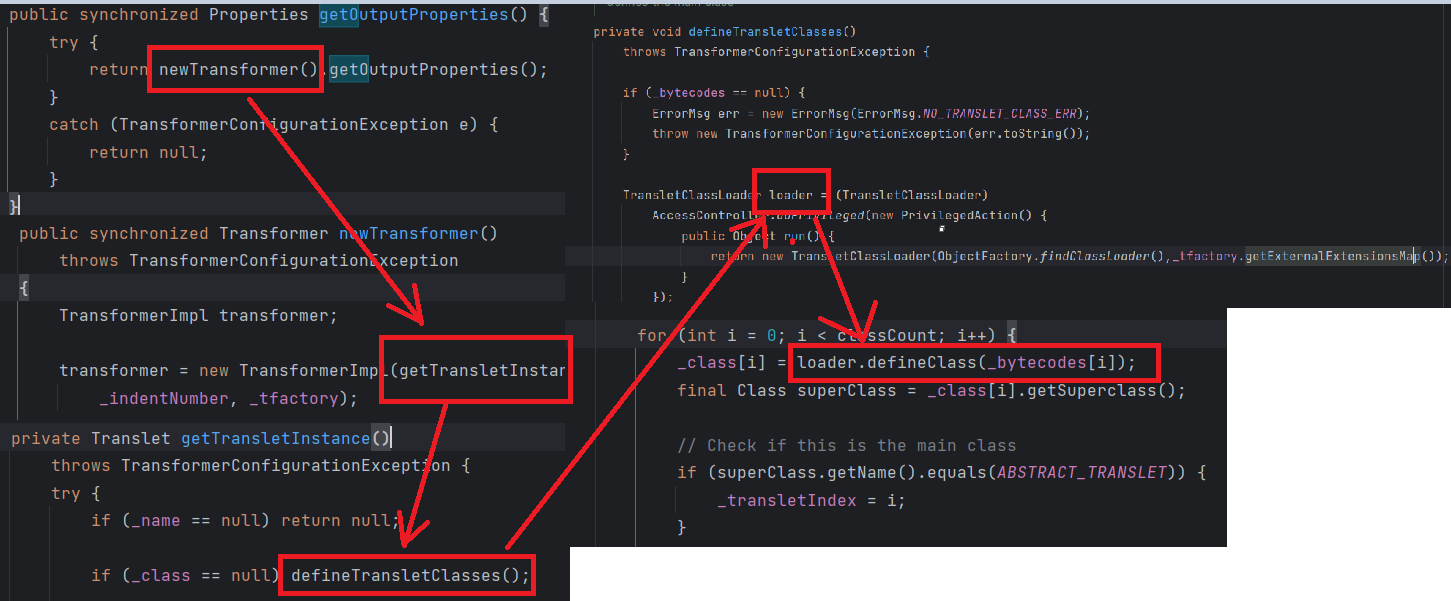 public synchronized Properties getOutputProperties() {
try {
return newTransformer().getOutputProperties();
}
catch (TransformerConfigurationException e) {
return null;
}
}
public synchronized Transformer newTransformer()
throws TransformerConfigurationException
{
TransformerImpl transformer;
transformer = new TransformerImpl(getTransletInstan
_indentNumber, _tfactory);
private Translet getTransletInstance()
throws TransformerConfigurationException {
try {
if (_name == null) return null;
if (_class == null) defineTransletClasses();
private void defineTransletClasses()
throws TransformerConfigurationException {
if (_bytecodes == null) {
ErrorMsg err = new ErrorMsg(ErrorMsg.NO_TRANSLET_CLASS_ERR);
throw new TransformerConfigurationException(err.toString());
}
TransletClassLoader loader = (TransletClassLoader)
AccessController.doPrivileged(new PrivilegedAction() {
public Object run() {
return new TransletClassLoader(ObjectFactory.findClassLoader(),_tfactory.getExternalExtensionsMap());
}
});
for (int i = 0; i < classCount; i++) {
_class[i] = loader.defineClass(_bytecodes[i]);
final Class superClass = _class[i].getSuperclass();
// Check if this is the main class
if (superClass.getName().equals(ABSTRACT_TRANSLET)) {
_transletIndex = i;
}